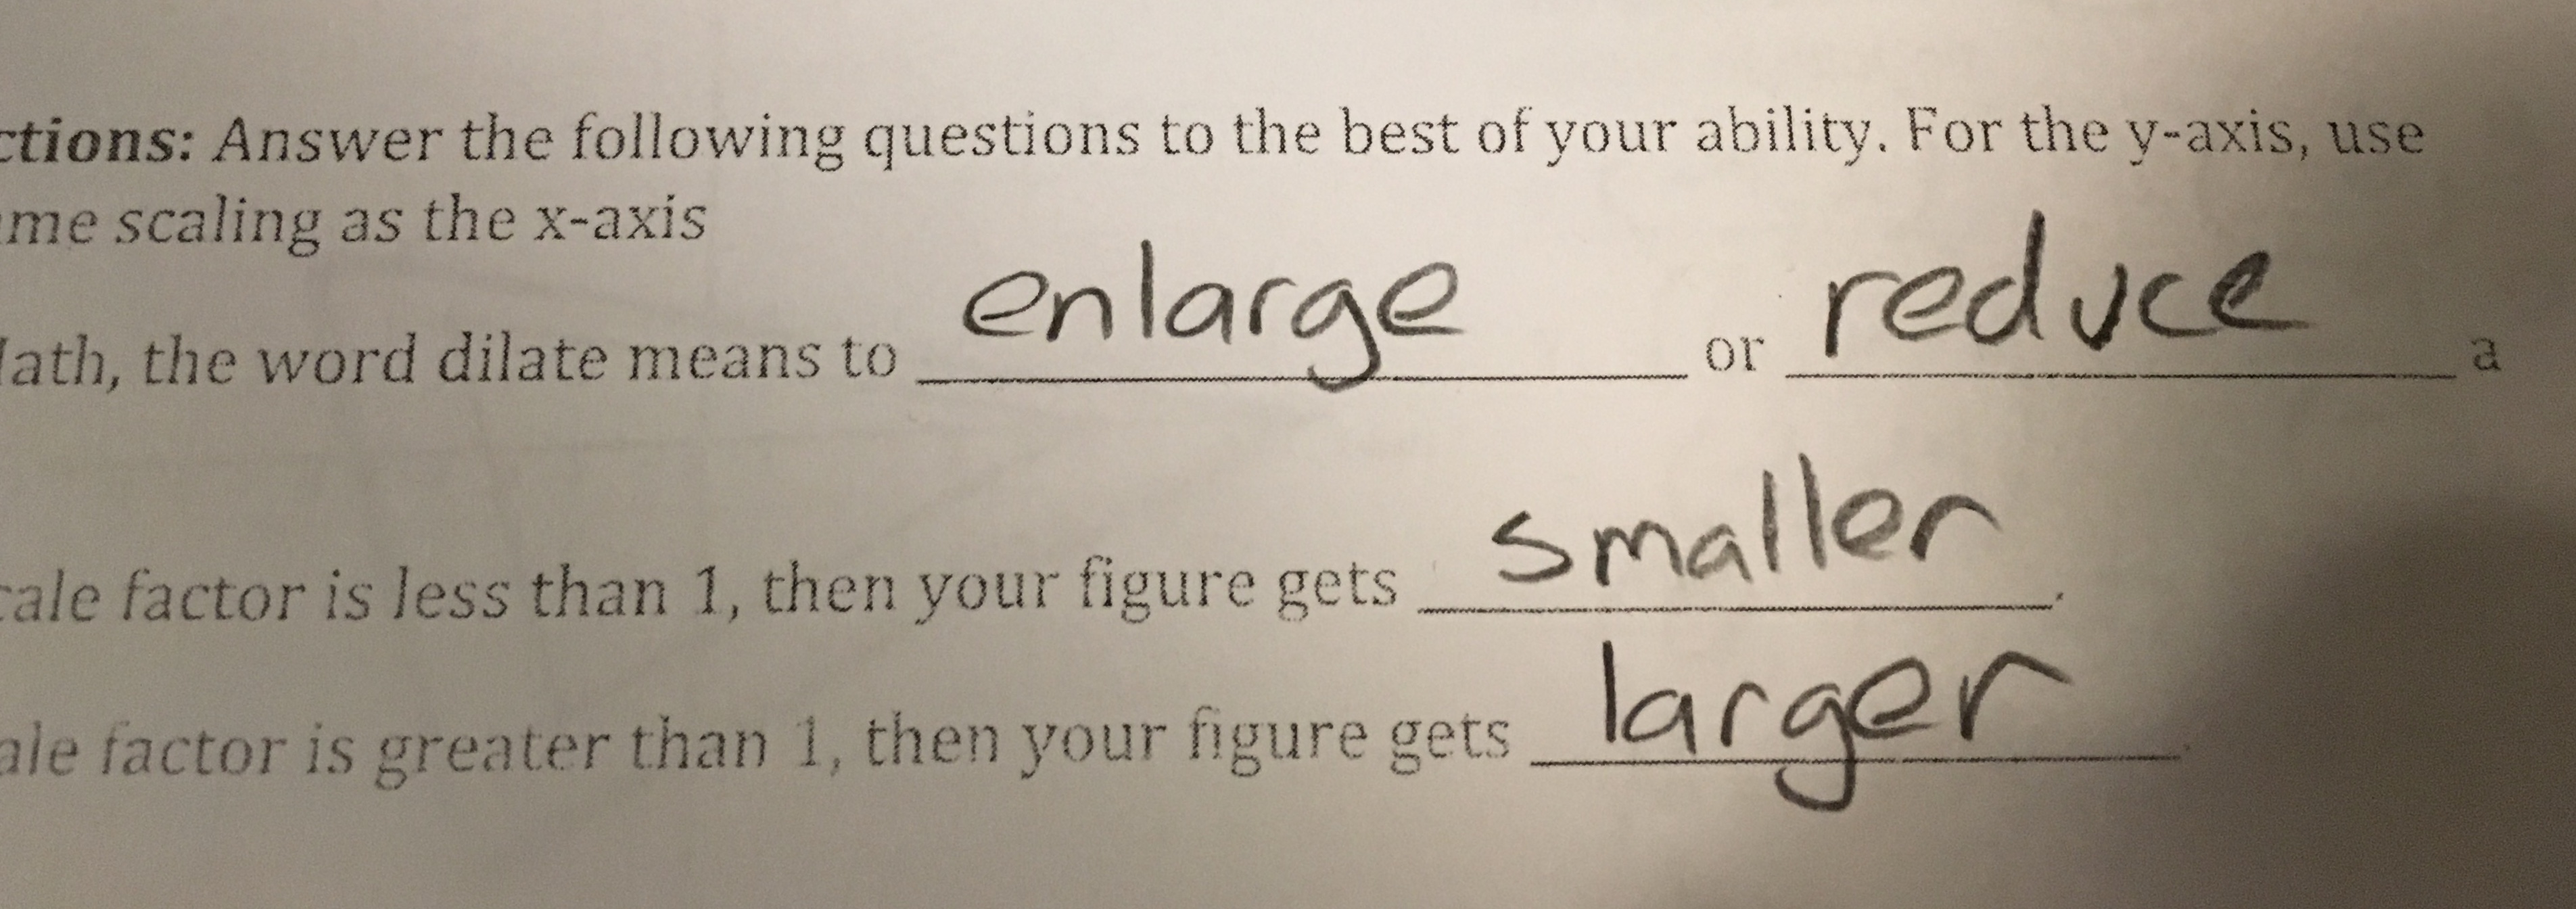 ctions: Answer the following questions to the best of your ability. For the y-axis, use
me scaling as the x-axis
ath, the word dilate means to enlarge or reduce a
cale factor is less than 1, then your figure gets smaller.
ale factor is greater than 1, then your figure gets larger.